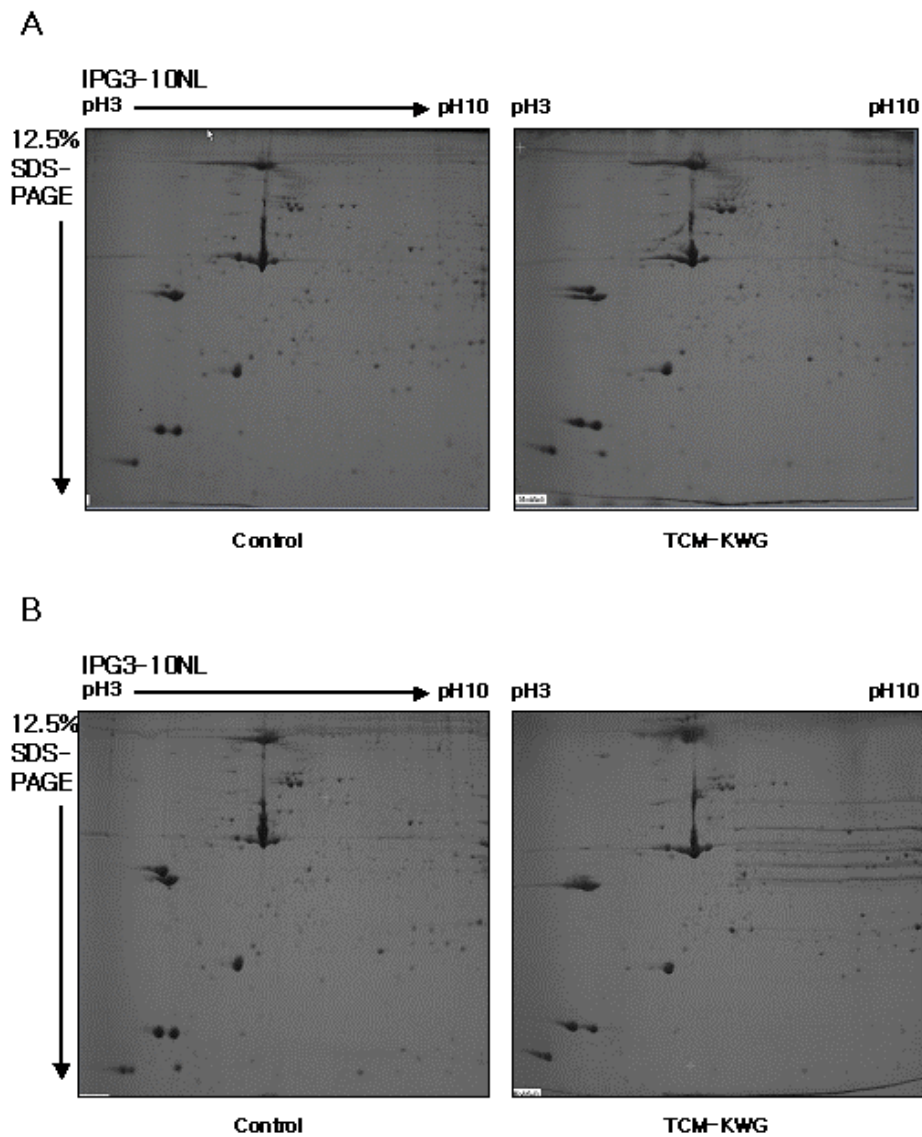 A
IPG3-10NL
pH3 pH10 pH3 pH10
12.5%
SDS-
PAGE
Control TCM-KWG
B
IPG3-10NL
pH3 pH10 pH3 pH10
12.5%
SDS-
PAGE
Control TCM-KWG